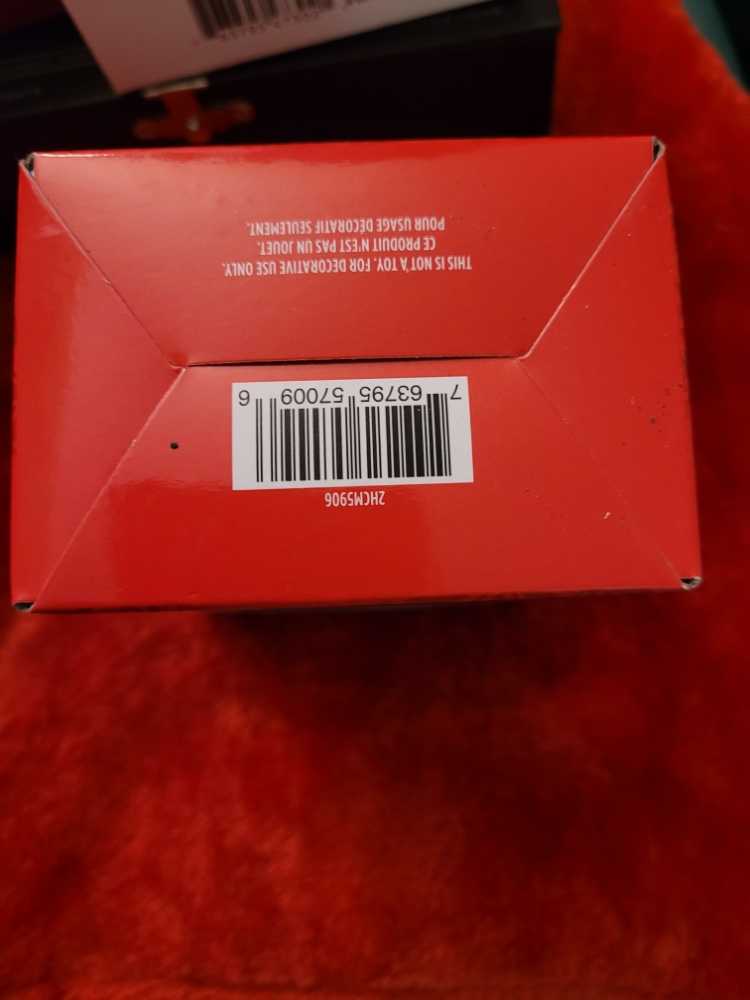 THIS IS NOT A TOY. FOR DECORATIVE USE ONLY.
CE PRODUIT N'EST PAS UN JOUET.
POUR USAGE DÉCORATIF SEULEMENT.
2HCM5906
7 63795 57009 6